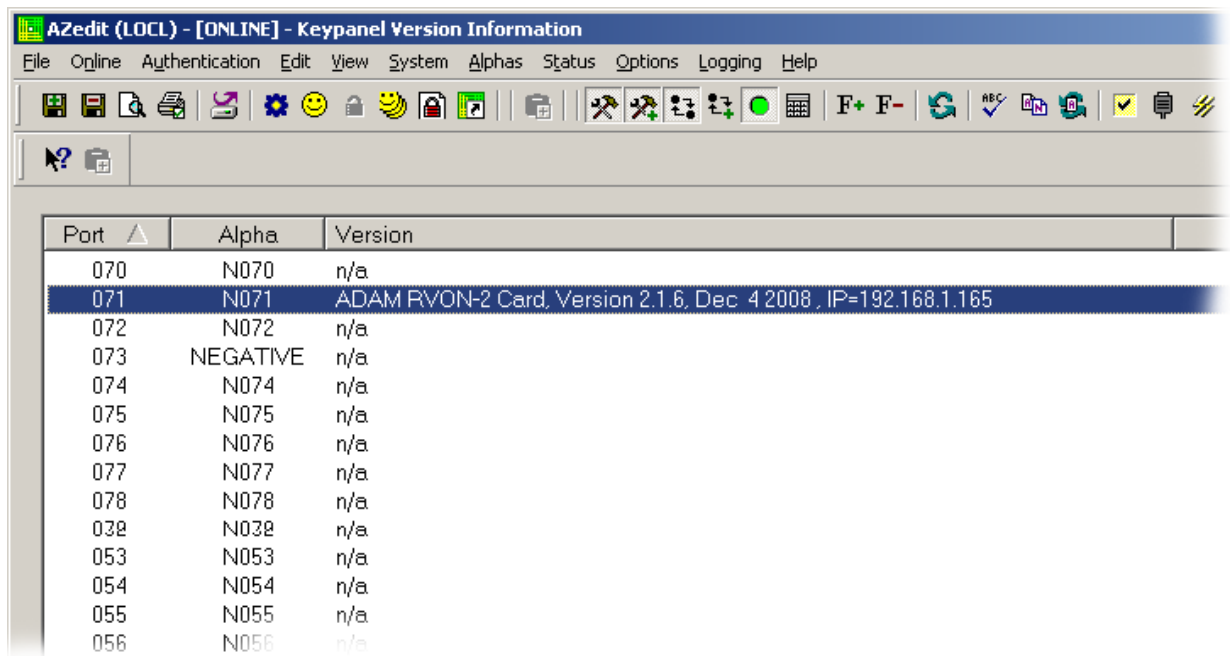 AZedit (LOCL) - [ONLINE] - Keypanel Version Information
File Online Authentication Edit View System Alphas Status Options Logging Help
F+ F- ABC
Port Alpha Version
070 N070 n/a
071 N071 ADAM RVON-2 Card, Version 2.1.6, Dec 4 2008 , IP=192.168.1.165
072 N072 n/a
073 NEGATIVE n/a
074 N074 n/a
075 N075 n/a
076 N076 n/a
077 N077 n/a
078 N078 n/a
n/a
053 N053 n/a
054 N054 n/a
055 N055 n/a
056 N056 n/a